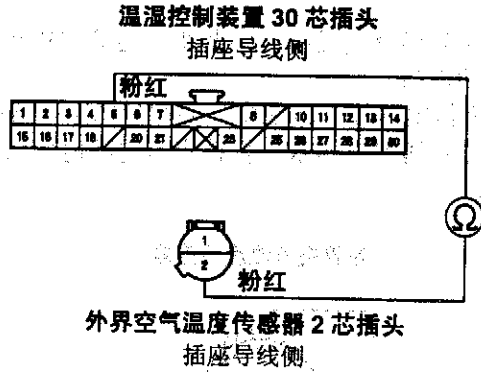 温湿控制装置 30 芯插头
插座导线侧
粉红
1 2 3 4 5 6 7 8 10 11 12 13 14
15 16 17 18 20 21 23 25 26 27 28 29 30
Ω
1
2
粉红
外界空气温度传感器 2 芯插头
插座导线侧